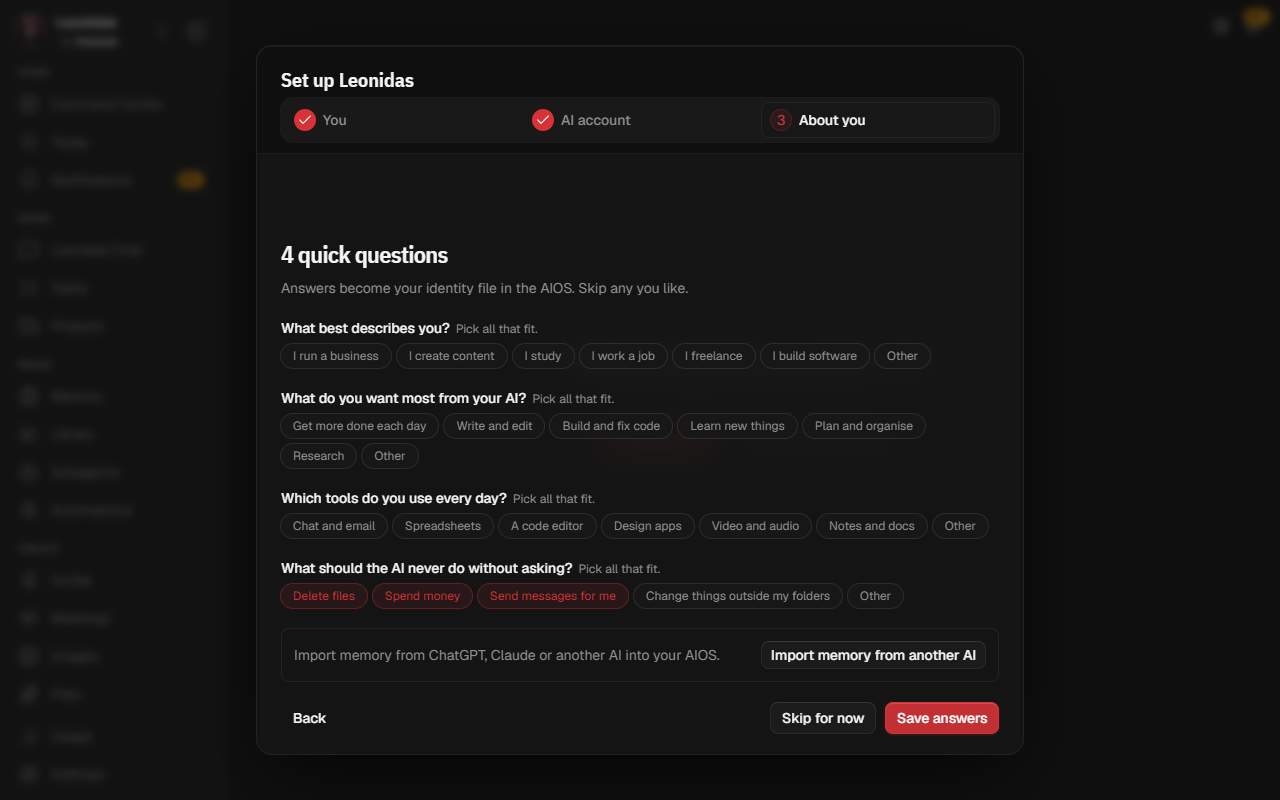 Leonidas
Set up Leonidas
You
AI account
3 About you
4 quick questions
Answers become your identity file in the AIOS. Skip any you like.
What best describes you? Pick all that fit.
I run a business
I create content
I study
I work a job
I freelance
I build software
Other
What do you want most from your AI? Pick all that fit.
Get more done each day
Write and edit
Build and fix code
Learn new things
Plan and organise
Research
Other
Which tools do you use every day? Pick all that fit.
Chat and email
Spreadsheets
A code editor
Design apps
Video and audio
Notes and docs
Other
What should the AI never do without asking? Pick all that fit.
Delete files
Spend money
Send messages for me
Change things outside my folders
Other
Import memory from ChatGPT, Claude or another AI into your AIOS.
Import memory from another AI
Back
Skip for now
Save answers